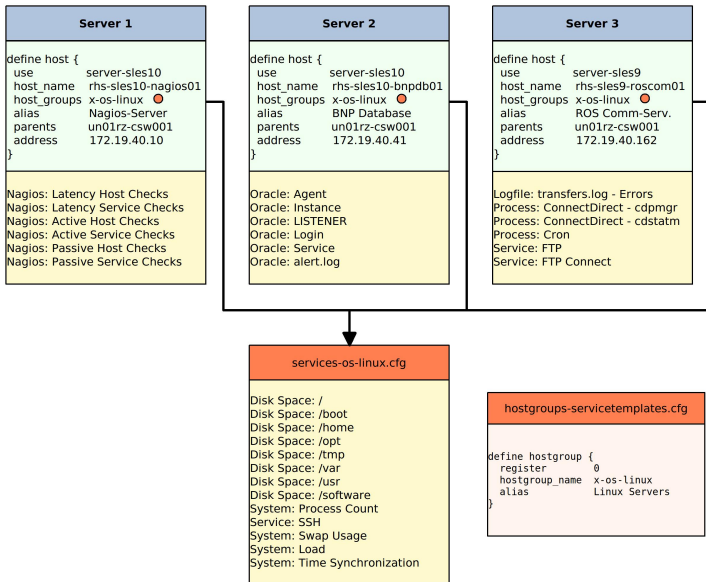 Server 1
define host {
use server-sles10
host_name rhs-sles10-nagios01
host_groups x-os-linux
alias Nagios-Server
parents un01rz-csw001
address 172.19.40.10
}
Nagios: Latency Host Checks
Nagios: Latency Service Checks
Nagios: Active Host Checks
Nagios: Active Service Checks
Nagios: Passive Host Checks
Nagios: Passive Service Checks
Server 2
define host {
use server-sles10
host_name rhs-sles10-bnpdb01
host_groups x-os-linux
alias BNP Database
parents un01rz-csw001
address 172.19.40.41
}
Oracle: Agent
Oracle: Instance
Oracle: LISTENER
Oracle: Login
Oracle: Service
Oracle: alert.log
Server 3
define host {
use server-sles9
host_name rhs-sles9-roscom01
host_groups x-os-linux
alias ROS Comm-Serv.
parents un01rz-csw001
address 172.19.40.162
}
Logfile: transfers.log - Errors
Process: ConnectDirect - cdpmgr
Process: ConnectDirect - cdstatm
Process: Cron
Service: FTP
Service: FTP Connect
services-os-linux.cfg
Disk Space: /
Disk Space: /boot
Disk Space: /home
Disk Space: /opt
Disk Space: /tmp
Disk Space: /var
Disk Space: /usr
Disk Space: /software
System: Process Count
Service: SSH
System: Swap Usage
System: Load
System: Time Synchronization
hostgroups-servicetemplates.cfg
define hostgroup {
register 0
hostgroup_name x-os-linux
alias Linux Servers
}